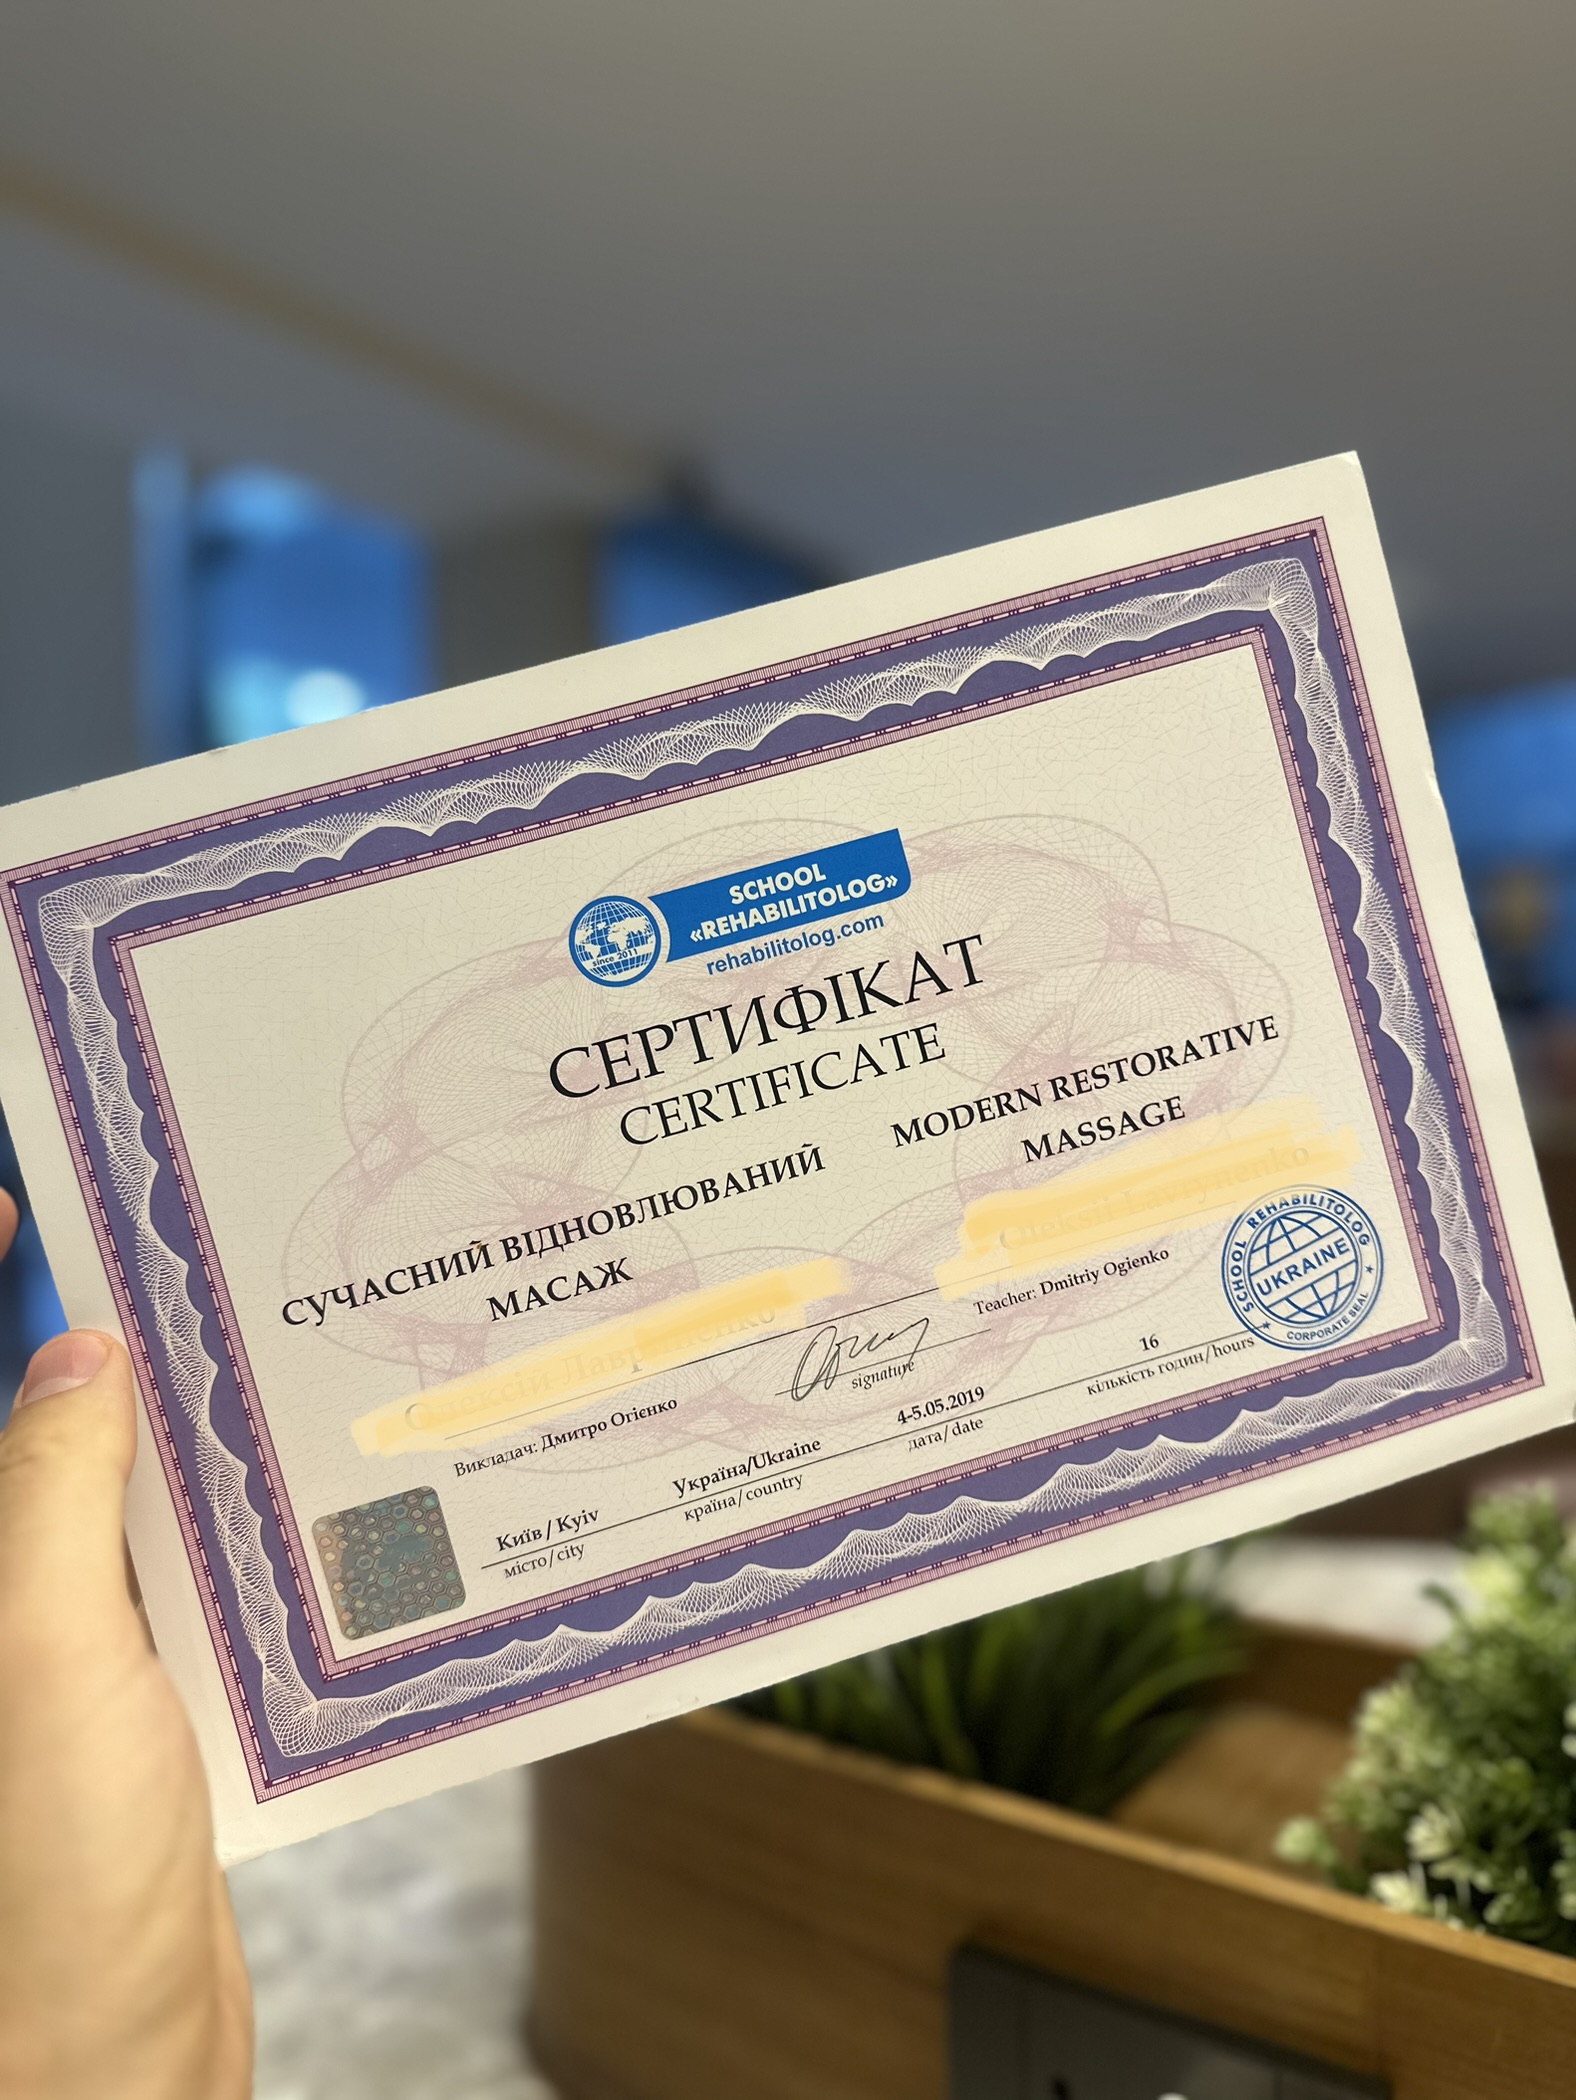 SCHOOL
«REHABILITOLOG»
since 2011
rehabilitolog.com
СЕРТИФІКАТ
CERTIFICATE
СУЧАСНИЙ ВІДНОВЛЮВАНИЙ
МАСАЖ
MODERN RESTORATIVE
MASSAGE
Викладач: Дмитро Огієнко
signature
Teacher: Dmitriy Ogienko
Київ / Kyiv
місто/city
Україна/Ukraine
країна/country
4-5.05.2019
дата/date
16
кількість годин/hours
SCHOOL REHABILITOLOG
UKRAINE
CORPORATE SEAL